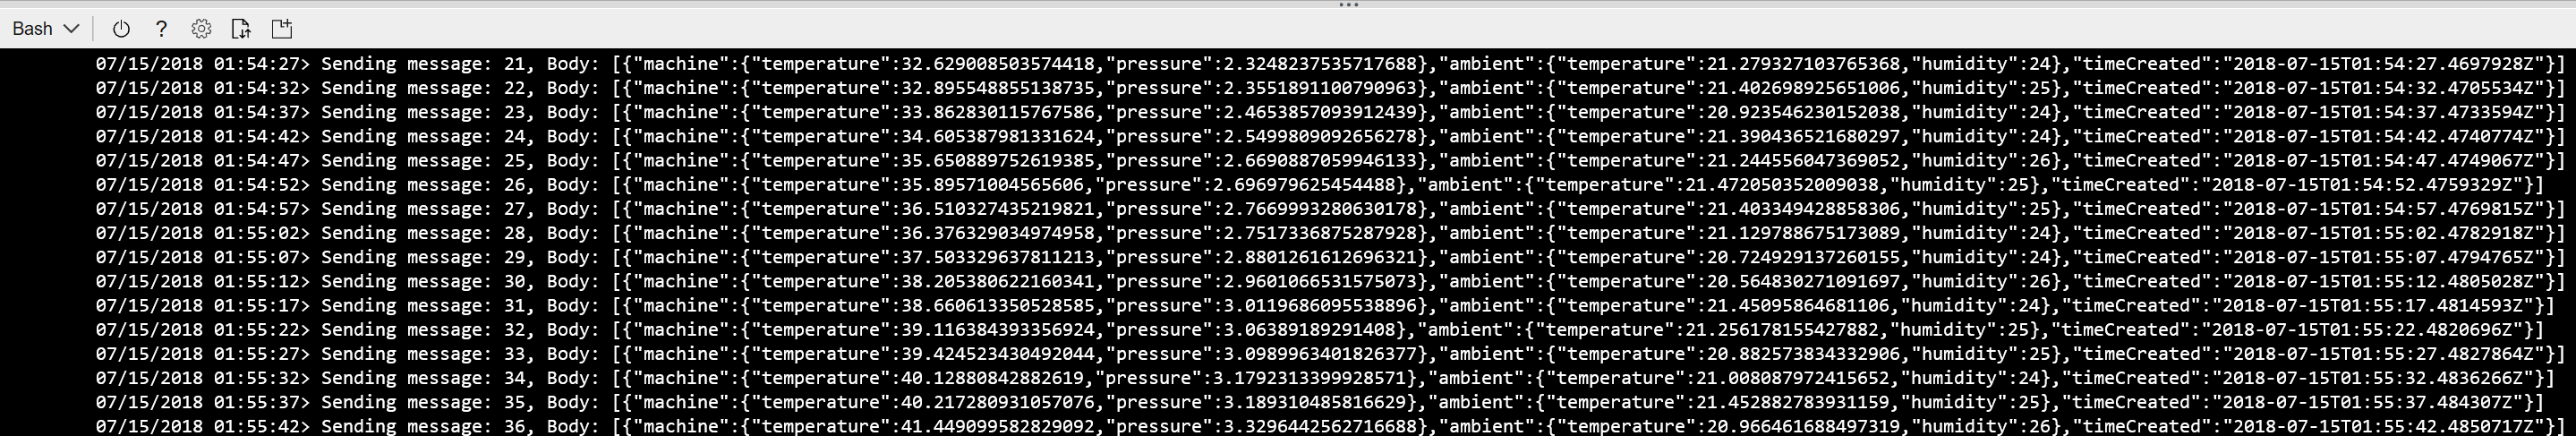 Bash
?
07/15/2018 01:54:27> Sending message: 21, Body: [{"machine":{"temperature":32.629008503574418,"pressure":2.3248237535717688},"ambient":{"temperature":21.279327103765368,"humidity":24},"timeCreated":"2018-07-15T01:54:27.4697928Z"}]
07/15/2018 01:54:32> Sending message: 22, Body: [{"machine":{"temperature":32.895548855138735,"pressure":2.3551891100790963},"ambient":{"temperature":21.402698925651006,"humidity":25},"timeCreated":"2018-07-15T01:54:32.4705534Z"}]
07/15/2018 01:54:37> Sending message: 23, Body: [{"machine":{"temperature":33.862830115767586,"pressure":2.4653857093912439},"ambient":{"temperature":20.923546230152038,"humidity":24},"timeCreated":"2018-07-15T01:54:37.4733594Z"}]
07/15/2018 01:54:42> Sending message: 24, Body: [{"machine":{"temperature":34.605387981331624,"pressure":2.5499809092656278},"ambient":{"temperature":21.390436521680297,"humidity":24},"timeCreated":"2018-07-15T01:54:42.4740774Z"}]
07/15/2018 01:54:47> Sending message: 25, Body: [{"machine":{"temperature":35.650889752619385,"pressure":2.6690887059946133},"ambient":{"temperature":21.244556047369052,"humidity":26},"timeCreated":"2018-07-15T01:54:47.4749067Z"}]
07/15/2018 01:54:52> Sending message: 26, Body: [{"machine":{"temperature":35.89571004565606,"pressure":2.696979625454488},"ambient":{"temperature":21.472050352009038,"humidity":25},"timeCreated":"2018-07-15T01:54:52.4759329Z"}]
07/15/2018 01:54:57> Sending message: 27, Body: [{"machine":{"temperature":36.510327435219821,"pressure":2.7669993280630178},"ambient":{"temperature":21.403349428858306,"humidity":25},"timeCreated":"2018-07-15T01:54:57.4769815Z"}]
07/15/2018 01:55:02> Sending message: 28, Body: [{"machine":{"temperature":36.376329034974958,"pressure":2.7517336875287928},"ambient":{"temperature":21.129788675173089,"humidity":24},"timeCreated":"2018-07-15T01:55:02.4782918Z"}]
07/15/2018 01:55:07> Sending message: 29, Body: [{"machine":{"temperature":37.503329637811213,"pressure":2.8801261612696321},"ambient":{"temperature":20.724929137260155,"humidity":24},"timeCreated":"2018-07-15T01:55:07.4794765Z"}]
07/15/2018 01:55:12> Sending message: 30, Body: [{"machine":{"temperature":38.205380622160341,"pressure":2.9601066531575073},"ambient":{"temperature":20.564830271091697,"humidity":26},"timeCreated":"2018-07-15T01:55:12.4805028Z"}]
07/15/2018 01:55:17> Sending message: 31, Body: [{"machine":{"temperature":38.660613350528585,"pressure":3.0119686095538896},"ambient":{"temperature":21.45095864681106,"humidity":24},"timeCreated":"2018-07-15T01:55:17.4814593Z"}]
07/15/2018 01:55:22> Sending message: 32, Body: [{"machine":{"temperature":39.116384393356924,"pressure":3.06389189291408},"ambient":{"temperature":21.256178155427882,"humidity":25},"timeCreated":"2018-07-15T01:55:22.4820696Z"}]
07/15/2018 01:55:27> Sending message: 33, Body: [{"machine":{"temperature":39.424523430492044,"pressure":3.0989963401826377},"ambient":{"temperature":20.882573834332906,"humidity":25},"timeCreated":"2018-07-15T01:55:27.4827864Z"}]
07/15/2018 01:55:32> Sending message: 34, Body: [{"machine":{"temperature":40.12880842882619,"pressure":3.1792313399928571},"ambient":{"temperature":21.008087972415652,"humidity":24},"timeCreated":"2018-07-15T01:55:32.4836266Z"}]
07/15/2018 01:55:37> Sending message: 35, Body: [{"machine":{"temperature":40.217280931057076,"pressure":3.189310485816629},"ambient":{"temperature":21.452882783931159,"humidity":25},"timeCreated":"2018-07-15T01:55:37.484307Z"}]
07/15/2018 01:55:42> Sending message: 36, Body: [{"machine":{"temperature":41.449099582829092,"pressure":3.3296442562716688},"ambient":{"temperature":20.966461688497319,"humidity":26},"timeCreated":"2018-07-15T01:55:42.4850717Z"}]